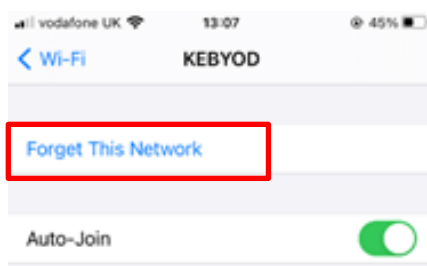 vodafone UK 13:07 45%
Wi-Fi KEBYOD
Forget This Network
Auto-Join